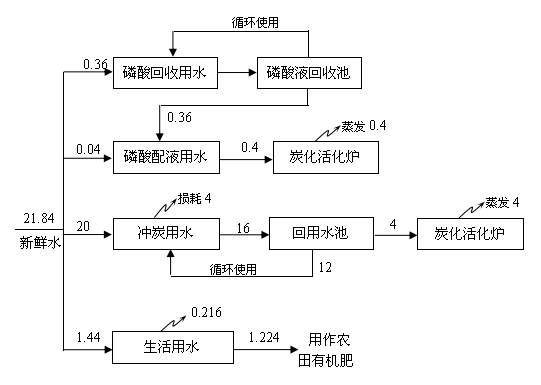 循环使用
0.36
磷酸回收用水
磷酸液回收池
0.36
蒸发 0.4
0.04
磷酸配液用水
0.4
炭化活化炉
损耗 4
蒸发 4
21.84
新鲜水
20
冲炭用水
16
回用水池
4
炭化活化炉
循环使用
12
0.216
1.44
生活用水
1.224
用作农
田有机肥